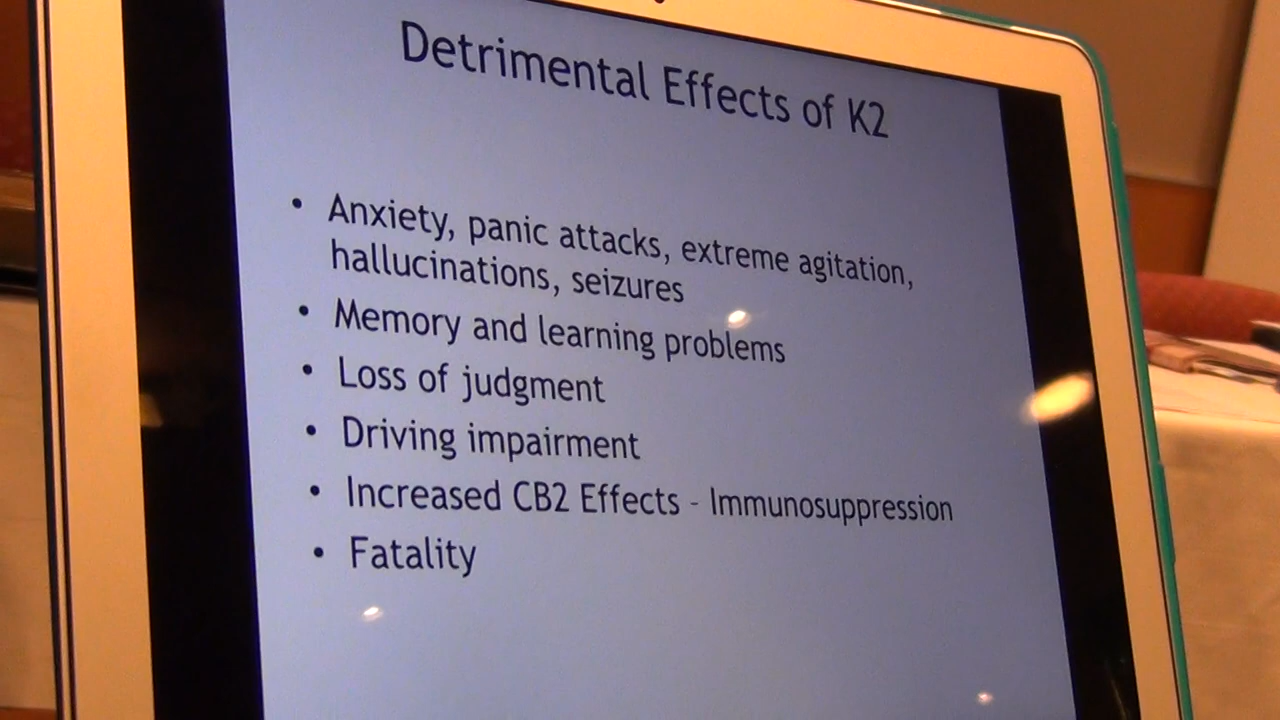 Detrimental Effects of K2
• Anxiety, panic attacks, extreme agitation,
hallucinations, seizures
• Memory and learning problems
• Loss of judgment
• Driving impairment
• Increased CB2 Effects - Immunosuppression
• Fatality